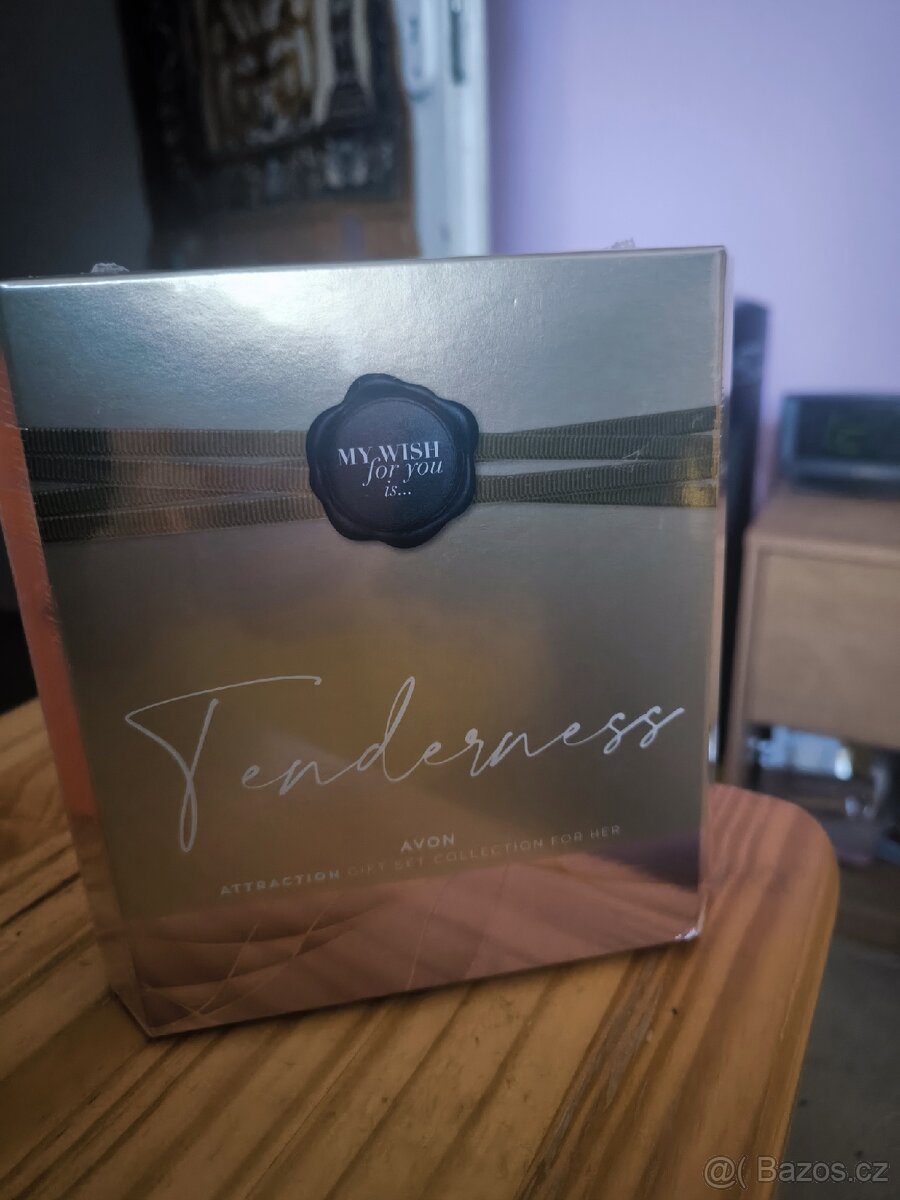 MY WISH
for you
is...
Tenderness
AVON
ATTRACTION GIFT SET COLLECTION FOR HER
@( Bazos.cz